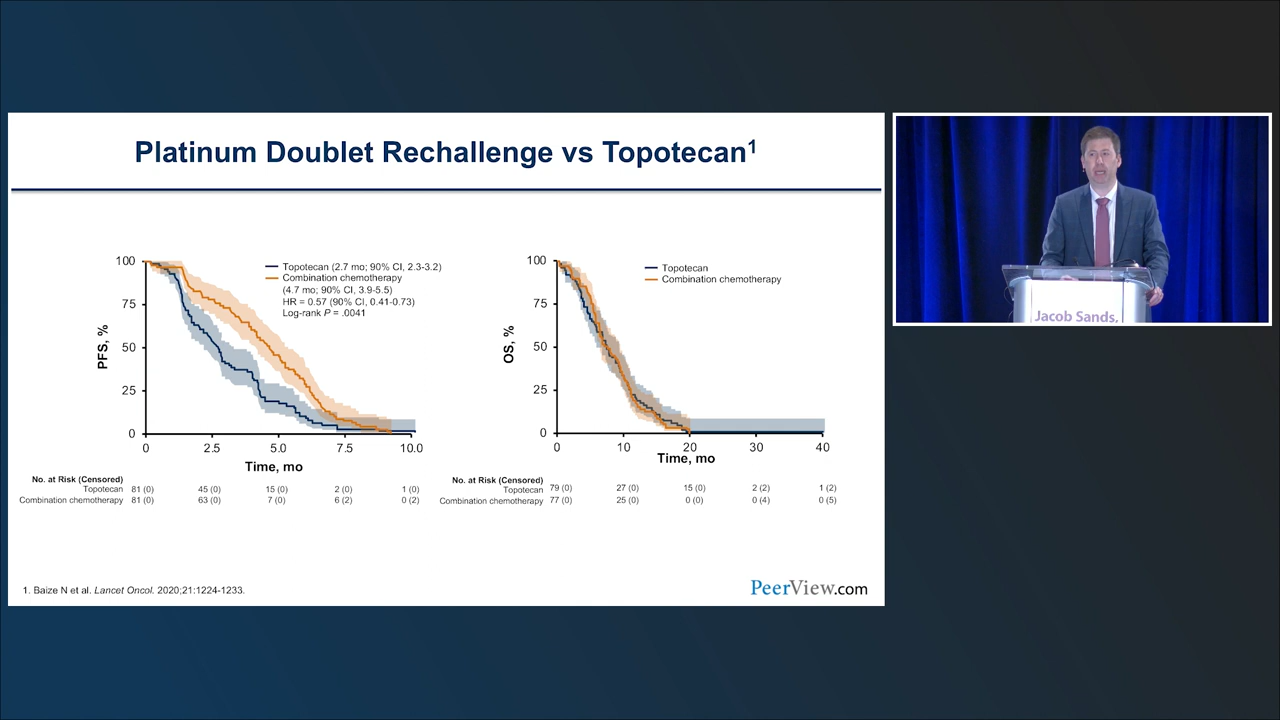 Platinum Doublet Rechallenge vs Topotecan1
PFS, %
100
75
50
25
0
0 2.5 5.0 7.5 10.0
Time, mo
Topotecan (2.7 mo; 90% CI, 2.3-3.2)
Combination chemotherapy
(4.7 mo; 90% CI, 3.9-5.5)
HR = 0.57 (90% CI, 0.41-0.73)
Log-rank P = .0041
No. at Risk (Censored)
Topotecan 81 (0) 45 (0) 15 (0) 2 (0) 1 (0)
Combination chemotherapy 81 (0) 63 (0) 7 (0) 6 (2) 0 (2)
OS, %
100
75
50
25
0
0 10 20 30 40
Time, mo
Topotecan
Combination chemotherapy
No. at Risk (Censored)
Topotecan 79 (0) 27 (0) 15 (0) 2 (2) 1 (2)
Combination chemotherapy 77 (0) 25 (0) 0 (0) 0 (4) 0 (5)
1. Baize N et al. Lancet Oncol. 2020;21:1224-1233.
PeerView.com
Jacob Sands,